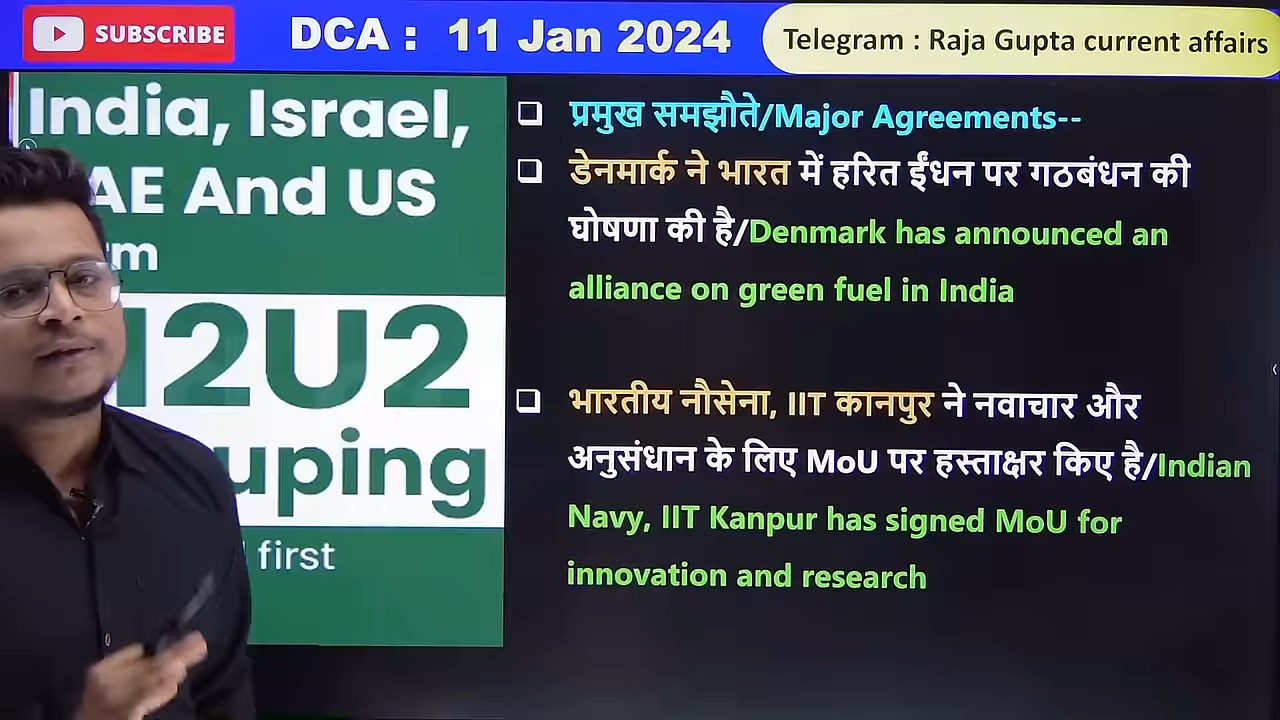 SUBSCRIBE
DCA : 11 Jan 2024
Telegram : Raja Gupta current affairs
India, Israel,
And US
I2U2
first
प्रमुख समझौते/Major Agreements--
डेनमार्क ने भारत में हरित ईंधन पर गठबंधन की
घोषणा की है/Denmark has announced an
alliance on green fuel in India
भारतीय नौसेना, IIT कानपुर ने नवाचार और
अनुसंधान के लिए MoU पर हस्ताक्षर किए है/Indian
Navy, IIT Kanpur has signed MoU for
innovation and research